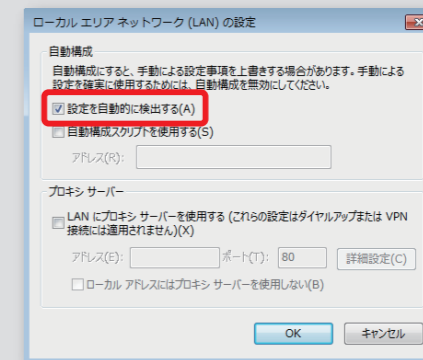 ローカル エリア ネットワーク (LAN) の設定
自動構成
自動構成にすると、手動による設定事項を上書きする場合があります。手動による
設定を確実に使用するためには、自動構成を無効にしてください。
設定を自動的に検出する(A)
自動構成スクリプトを使用する(S)
アドレス(R):
プロキシ サーバー
LAN にプロキシ サーバーを使用する (これらの設定はダイヤルアップまたは VPN
接続には適用されません)(X)
アドレス(E): ポート(T): 80 詳細設定(C)
ローカル アドレスにはプロキシ サーバーを使用しない(B)
OK キャンセル